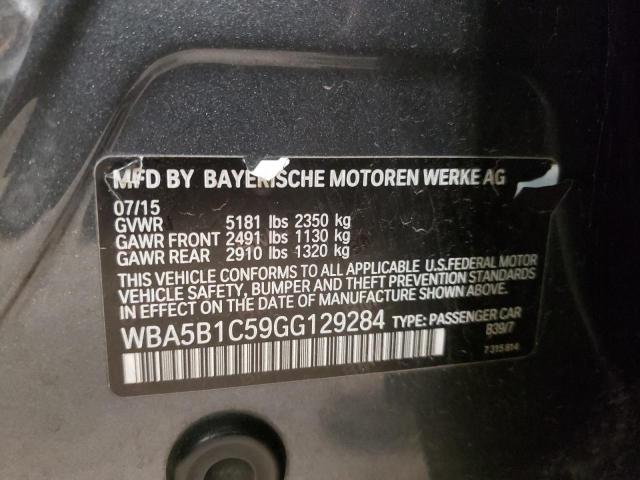 MFD BY BAYERISCHE MOTOREN WERKE AG
07/15
GVWR 5181 lbs 2350 kg
GAWR FRONT 2491 lbs 1130 kg
GAWR REAR 2910 lbs 1320 kg
THIS VEHICLE CONFORMS TO ALL APPLICABLE U.S.FEDERAL MOTOR
VEHICLE SAFETY, BUMPER AND THEFT PREVENTION STANDARDS
IN EFFECT ON THE DATE OF MANUFACTURE SHOWN ABOVE.
WBA5B1C59GG129284 TYPE: PASSENGER CAR
B39/7
7 315 814